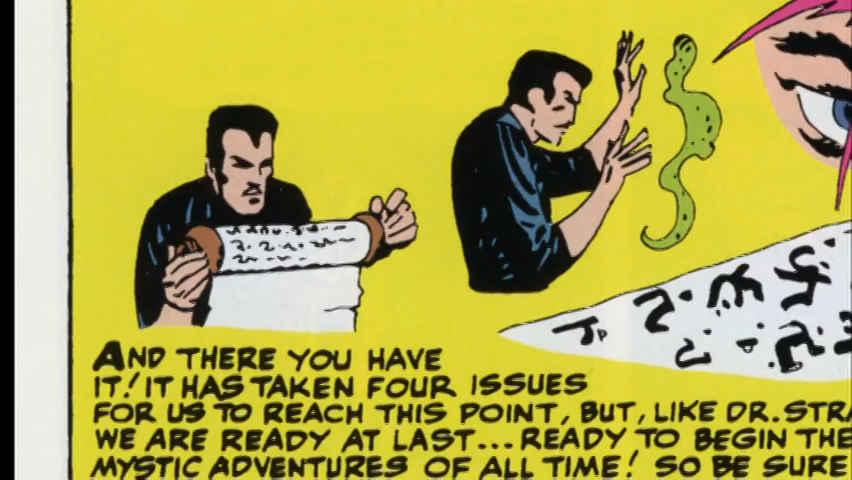 AND THERE YOU HAVE
IT! IT HAS TAKEN FOUR ISSUES
FOR US TO REACH THIS POINT, BUT, LIKE DR. STRA
WE ARE READY AT LAST... READY TO BEGIN THE
MYSTIC ADVENTURES OF ALL TIME! SO BE SURE